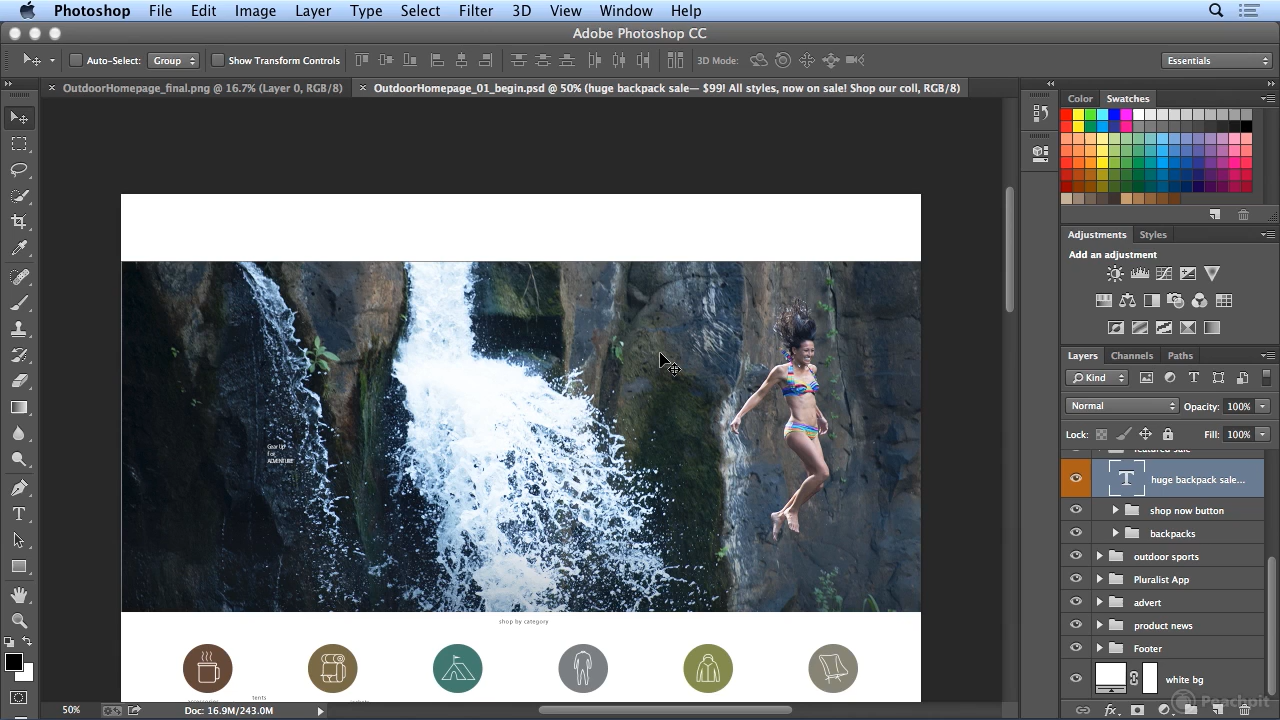 Photoshop File Edit Image Layer Type Select Filter 3D View Window Help
Adobe Photoshop CC
Auto-Select: Group Show Transform Controls 3D Mode: Essentials
OutdoorHomepage_final.png @ 16.7% (Layer 0, RGB/8) OutdoorHomepage_01_begin.psd @ 50% (huge backpack sale— $99! All styles, now on sale! Shop our coll, RGB/8)
Color Swatches
Adjustments Styles
Add an adjustment
Layers Channels Paths
Kind
Normal Opacity: 100%
Lock: Fill: 100%
featured sale
huge backpack sale...
shop now button
backpacks
outdoor sports
Pluralist App
advert
product news
Footer
white bg
Gear Up
For
ADVENTURE
shop by category
tents
50% Doc: 16.9M/243.0M
Peachpit